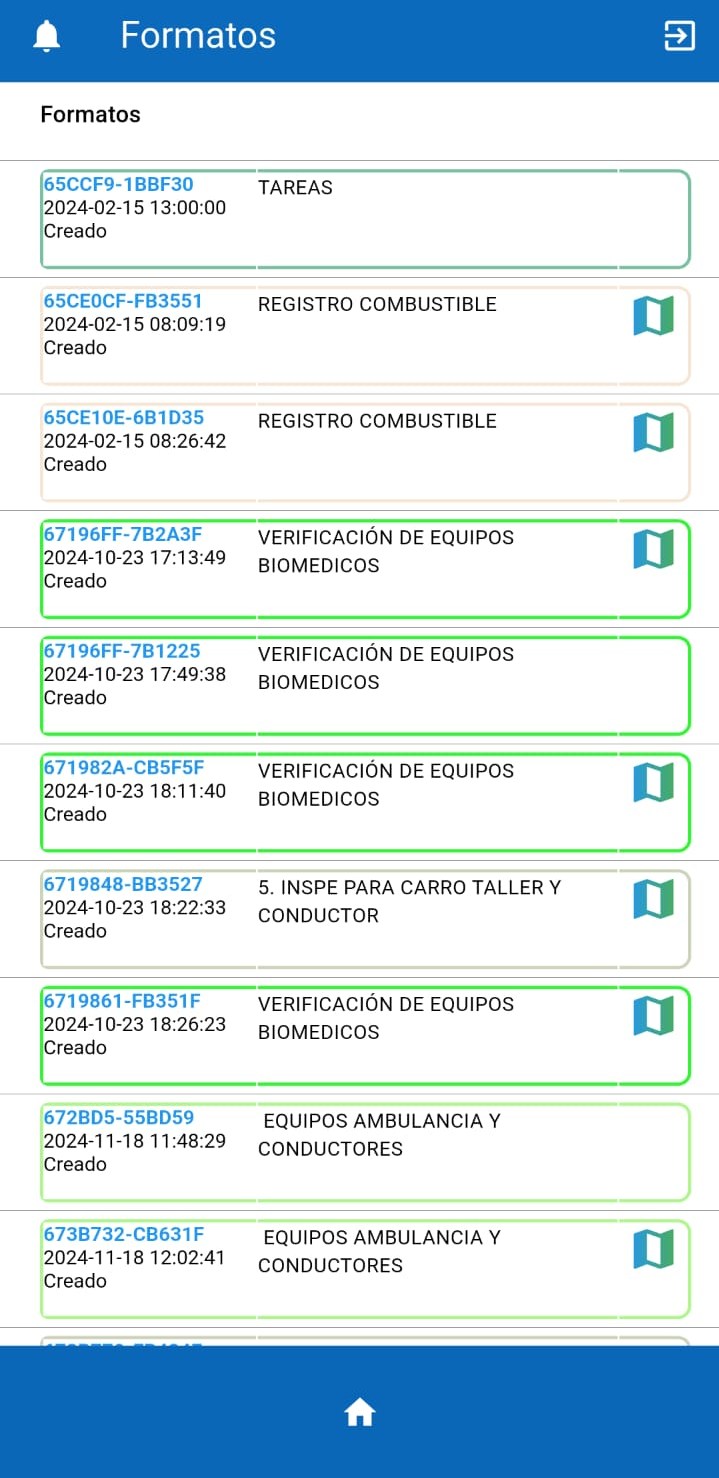 Formatos
Formatos
65CCF9-1BBF30
2024-02-15 13:00:00
Creado
TAREAS
65CE0CF-FB3551
2024-02-15 08:09:19
Creado
REGISTRO COMBUSTIBLE
65CE10E-6B1D35
2024-02-15 08:26:42
Creado
REGISTRO COMBUSTIBLE
67196FF-7B2A3F
2024-10-23 17:13:49
Creado
VERIFICACIÓN DE EQUIPOS
BIOMEDICOS
67196FF-7B1225
2024-10-23 17:49:38
Creado
VERIFICACIÓN DE EQUIPOS
BIOMEDICOS
671982A-CB5F5F
2024-10-23 18:11:40
Creado
VERIFICACIÓN DE EQUIPOS
BIOMEDICOS
6719848-BB3527
2024-10-23 18:22:33
Creado
5. INSPE PARA CARRO TALLER Y
CONDUCTOR
6719861-FB351F
2024-10-23 18:26:23
Creado
VERIFICACIÓN DE EQUIPOS
BIOMEDICOS
672BD5-55BD59
2024-11-18 11:48:29
Creado
EQUIPOS AMBULANCIA Y
CONDUCTORES
673B732-CB631F
2024-11-18 12:02:41
Creado
EQUIPOS AMBULANCIA Y
CONDUCTORES